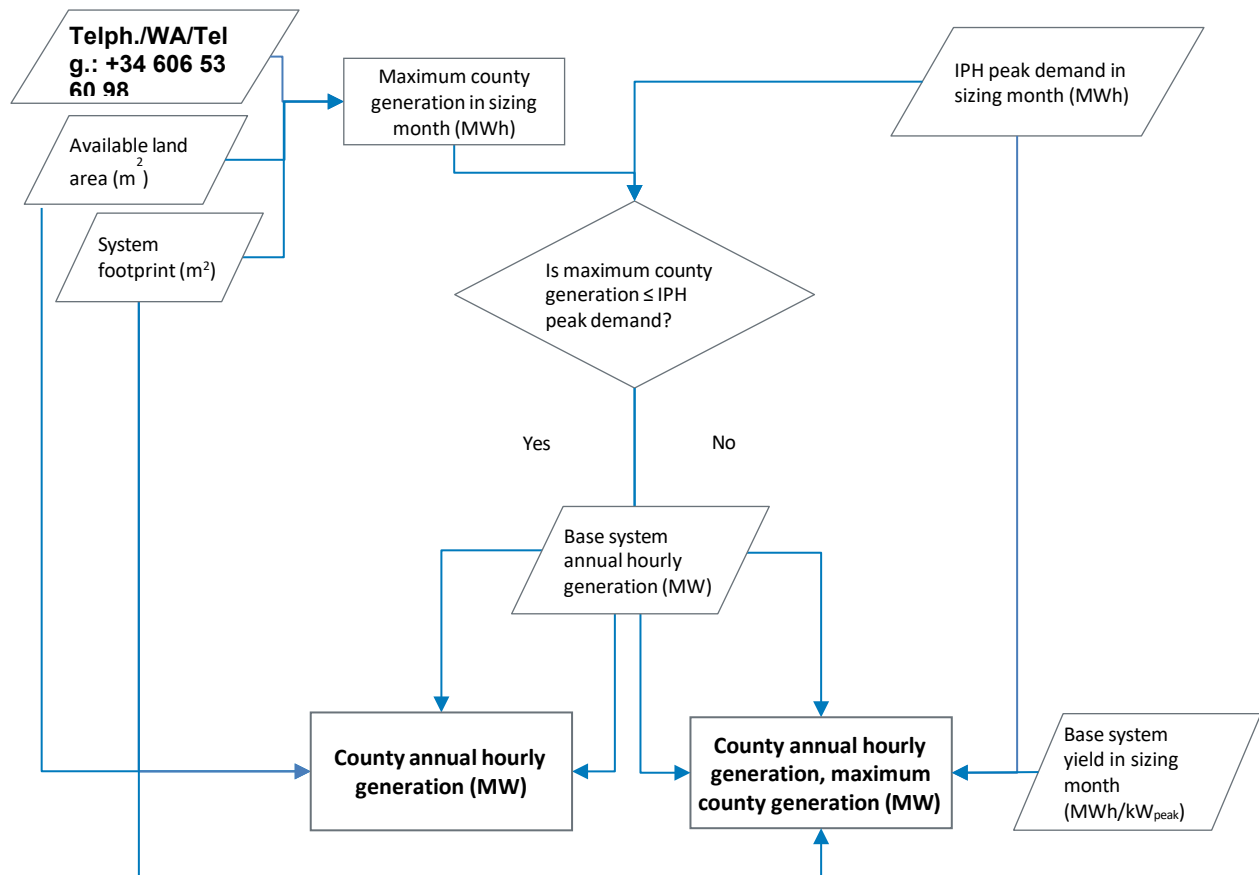 Telph./WA/Tel
g.: +34 606 53
60 98
Maximum county
generation in sizing
month (MWh)
IPH peak demand in
sizing month (MWh)
Available land
area (m²)
System
footprint (m²)
Is maximum county
generation ≤ IPH
peak demand?
Yes
No
Base system
annual hourly
generation (MW)
County annual hourly
generation (MW)
County annual hourly
generation, maximum
county generation (MW)
Base system
yield in sizing
month
(MWh/kWpeak)